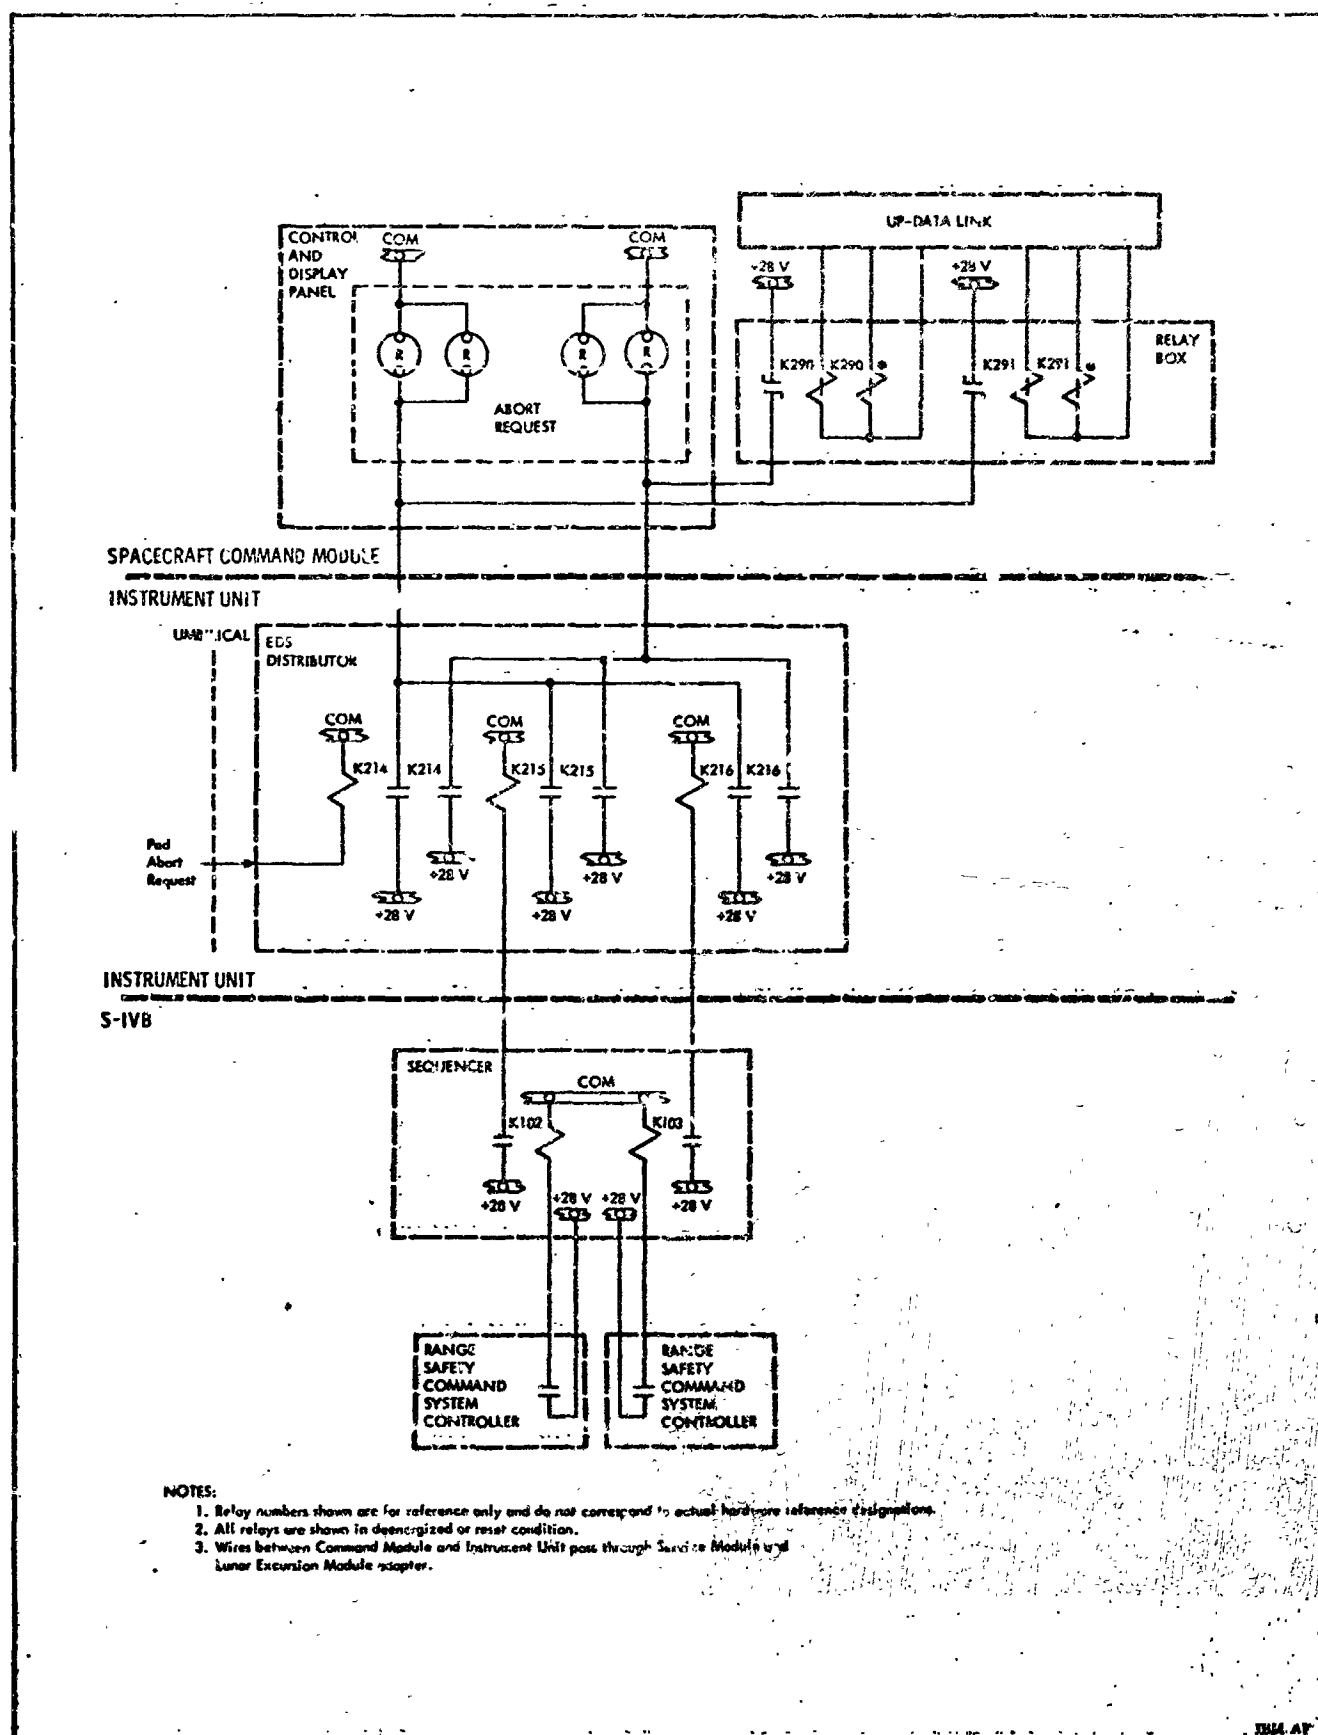 UP-DATA LINK
CONTROL
AND
DISPLAY
PANEL
COM
COM
+28 V
+28 V
RELAY
BOX
R
R
R
R
K290
K290
K291
K291
ABORT
REQUEST
SPACECRAFT COMMAND MODULE
INSTRUMENT UNIT
EDS
DISTRIBUTOR
COM
COM
COM
K214
K214
K215
K215
K216
K216
Pad
Abort
Request
+28 V
+28 V
+28 V
+28 V
+28 V
+28 V
INSTRUMENT UNIT
S-IVB
SEQUENCER
COM
K102
K103
+28 V
+28 V
+28 V
+28 V
RANGE
SAFETY
COMMAND
SYSTEM
CONTROLLER
RANGE
SAFETY
COMMAND
SYSTEM
CONTROLLER
NOTES:
1. Relay numbers shown are for reference only and do not correspond to actual hardware reference designations.
2. All relays are shown in deenergized or reset condition.
3. Wires between Command Module and Instrument Unit pass through Service Module and
Lunar Excursion Module adapter.